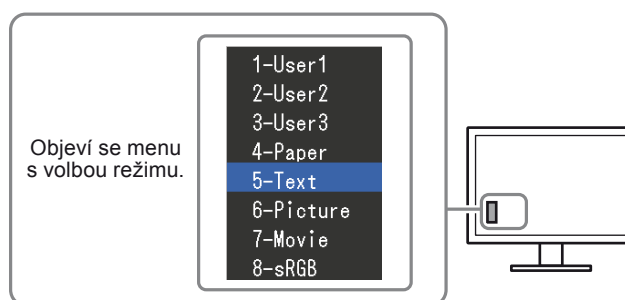 Objeví se menu
s volbou režimu.
1-User1
2-User2
3-User3
4-Paper
5-Text
6-Picture
7-Movie
8-sRGB